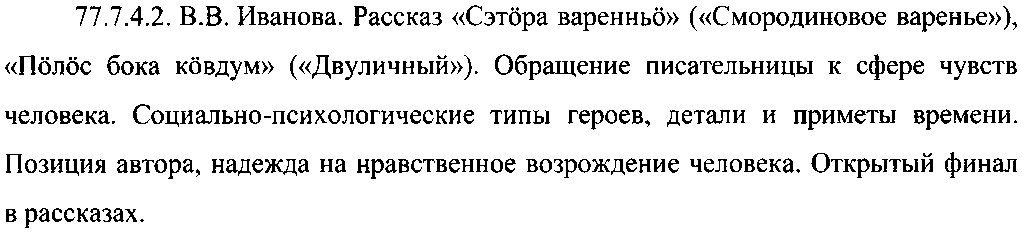 77.7.4.2. В.В. Иванова. Рассказ «Сэтӧра варенньӧ» («Смородиновое варенье»),
«Пӧлӧс бока кӧвдум» («Двуличный»). Обращение писательницы к сфере чувств
человека. Социально-психологические типы героев, детали и приметы времени.
Позиция автора, надежда на нравственное возрождение человека. Открытый финал
в рассказах.